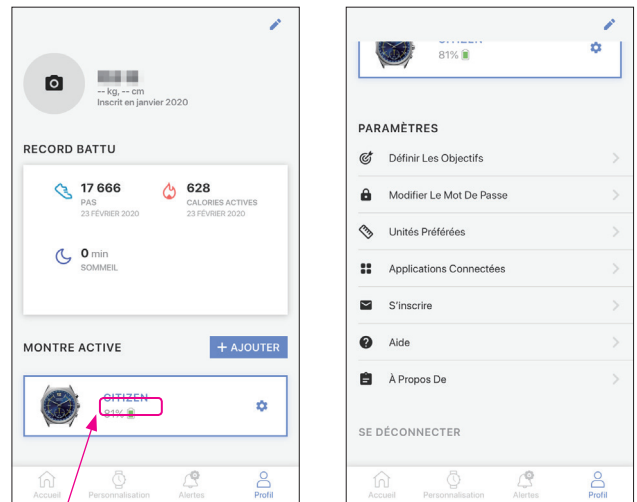 -- kg, -- cm
Inscrit en janvier 2020
RECORD BATTU
17 666
PAS
23 FÉVRIER 2020
628
CALORIES ACTIVES
23 FÉVRIER 2020
0 min
SOMMEIL
MONTRE ACTIVE
+ AJOUTER
CITIZEN
81%
Accueil
Personnalisation
Alertes
Profil
CITIZEN
81%
PARAMÈTRES
Définir Les Objectifs
Modifier Le Mot De Passe
Unités Préférées
Applications Connectées
S'inscrire
Aide
À Propos De
SE DÉCONNECTER
Accueil
Personnalisation
Alertes
Profil